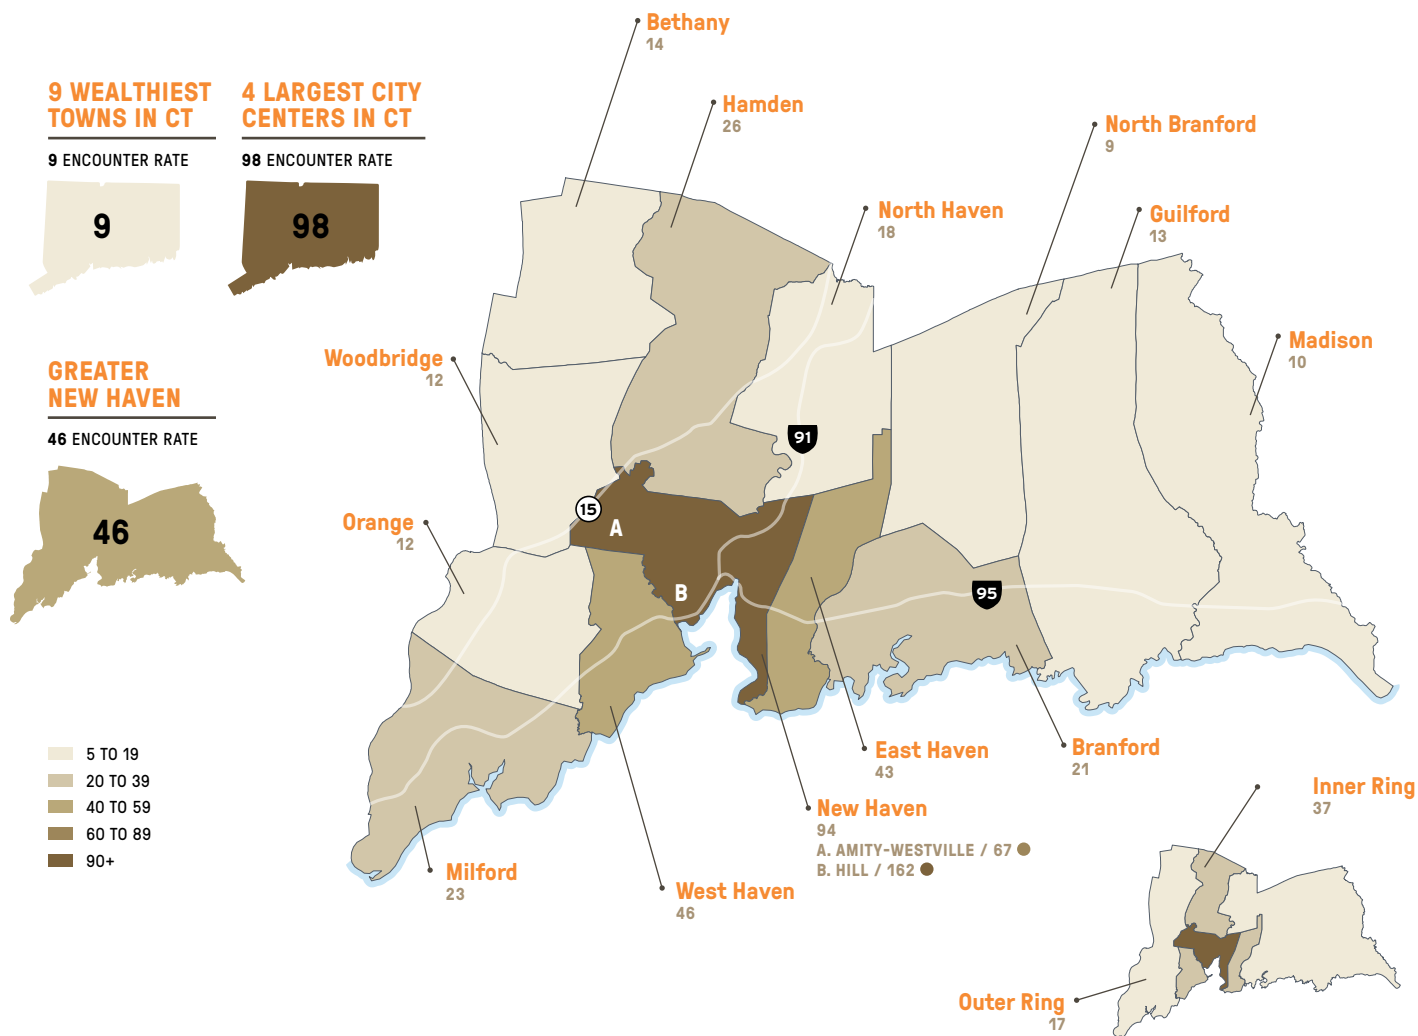 9 WEALTHIEST
TOWNS IN CT
9 ENCOUNTER RATE
9
4 LARGEST CITY
CENTERS IN CT
98 ENCOUNTER RATE
98
GREATER
NEW HAVEN
46 ENCOUNTER RATE
46
5 TO 19
20 TO 39
40 TO 59
60 TO 89
90+
Bethany
14
Hamden
26
North Haven
18
North Branford
9
Guilford
13
Madison
10
Woodbridge
12
Orange
12
91
15
A
B
95
Milford
23
West Haven
46
New Haven
94
A. AMITY-WESTVILLE / 67
B. HILL / 162
East Haven
43
Branford
21
Inner Ring
37
Outer Ring
17